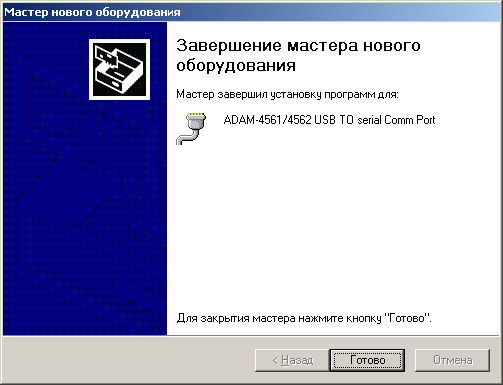 Мастер нового оборудования
Завершение мастера нового
оборудования
Мастер завершил установку программ для:
ADAM-4561/4562 USB TO serial Comm Port
Для закрытия мастера нажмите кнопку "Готово".
< Назад
Готово
Отмена